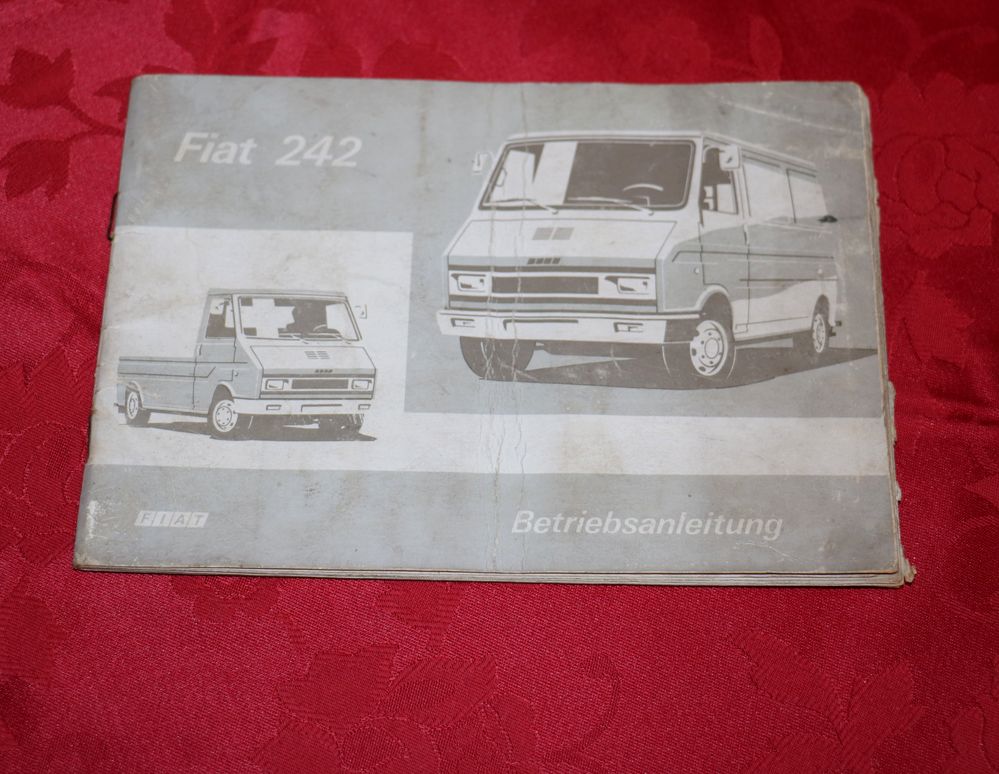 Fiat 242
FIAT
Betriebsanleitung